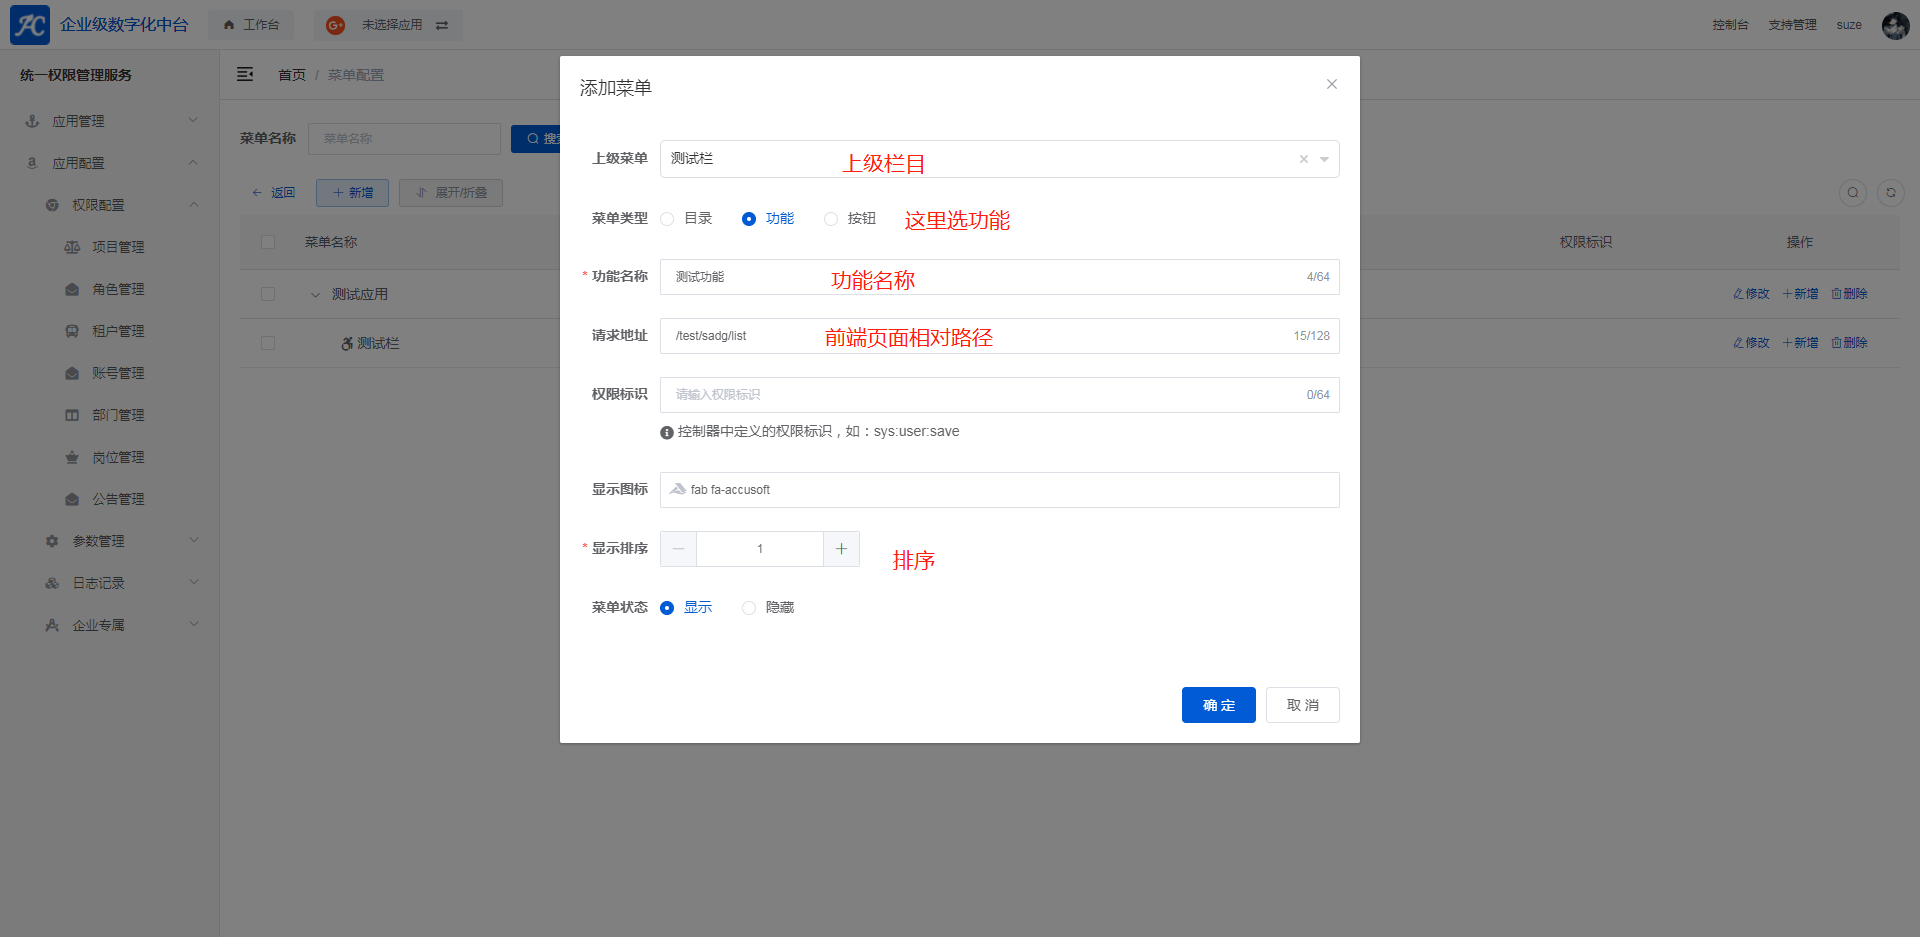 企业级数字化中台
工作台
未选择应用
控制台
支持管理
suze
统一权限管理服务
首页 / 菜单配置
应用管理
应用配置
权限配置
项目管理
角色管理
租户管理
账号管理
部门管理
岗位管理
公告管理
参数管理
日志记录
企业专属
菜单名称
菜单名称
返回
新增
展开/折叠
菜单名称
权限标识
操作
测试应用
修改
新增
删除
测试栏
修改
新增
删除
添加菜单
上级菜单
测试栏
上级栏目
菜单类型
目录
功能
按钮
这里选功能
* 功能名称
测试功能
功能名称
4/64
请求地址
/test/sadg/list
前端页面相对路径
15/128
权限标识
请输入权限标识
0/64
控制器中定义的权限标识，如：sys:user:save
显示图标
fab fa-accusoft
* 显示排序
1
排序
菜单状态
显示
隐藏
确 定
取 消